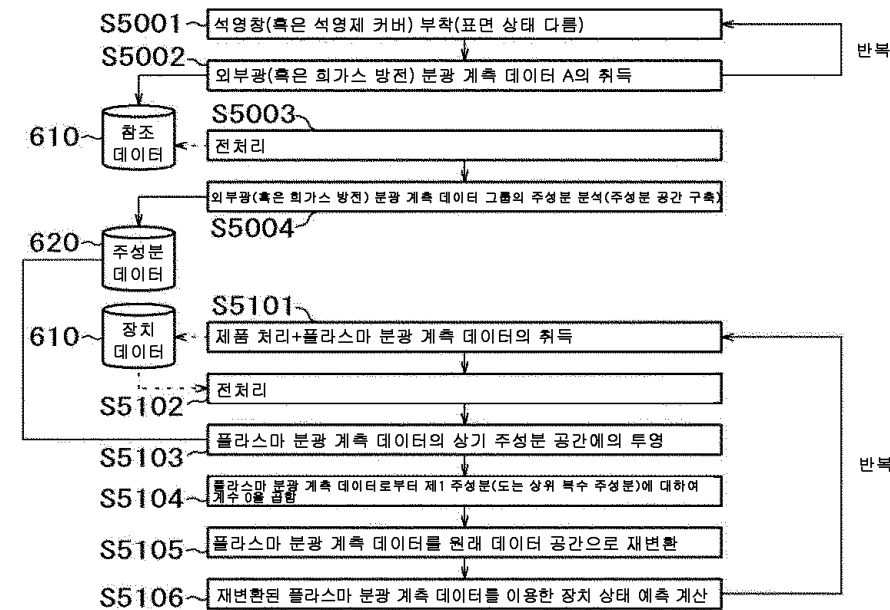 S5001 석영창(혹은 석영제 커버) 부착(표면 상태 다름)
S5002
반복
외부광(혹은 희가스 방전) 분광 계측 데이터 A의 취득
S5003
610
참조
데이터
전처리
외부광(혹은 희가스 방전) 분광 계측 데이터 그룹의 주성분 분석(주성분 공간 구축)
S5004
620
주성분
데이터
S5101
610
장치
데이터
제품 처리+플라스마 분광 계측 데이터의 취득
전처리
S5102
플라스마 분광 계측 데이터의 상기 주성분 공간에의 투영
S5103
반복
플라스마 분광 계측 데이터로부터 제1 주성분(도는 상위 복수 주성분)에 대하여
계수 0을 곱함
S5104
S5105 플라스마 분광 계측 데이터를 원래 데이터 공간으로 재변환
S5106 재변환된 플라스마 분광 계측 데이터를 이용한 장치 상태 예측 계산